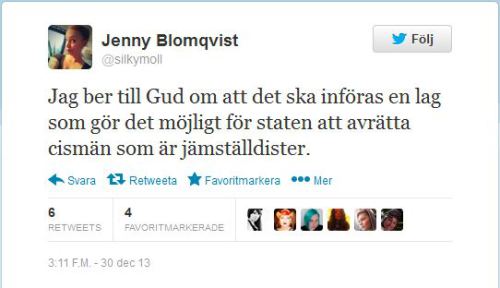 Jenny Blomqvist
@silkymoll
Följ
Jag ber till Gud om att det ska införas en lag
som gör det möjligt för staten att avrätta
cismän som är jämställdister.
Svara Retweeta Favoritmarkera Mer
6 4
RETWEETS FAVORITMARKERADE
3:11 F.M. - 30 dec 13